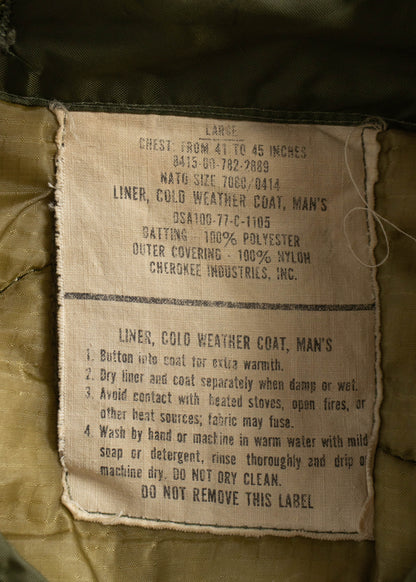 LARGE
CHEST: FROM 41 TO 45 INCHES
8415-00-782-2889
NATO SIZE 7080/0414
LINER, COLD WEATHER COAT, MAN'S
DSA100-77-C-1105
BATTING - 100% POLYESTER
OUTER COVERING - 100% NYLON
CHEROKEE INDUSTRIES, INC.
LINER, COLD WEATHER COAT, MAN'S
1. Button into coat for extra warmth.
2. Dry liner and coat separately when damp or wet.
3. Avoid contact with heated stoves, open fires, or
other heat sources; fabric may fuse.
4. Wash by hand or machine in warm water with mild
soap or detergent, rinse thoroughly and drip or
machine dry. DO NOT DRY CLEAN.
DO NOT REMOVE THIS LABEL